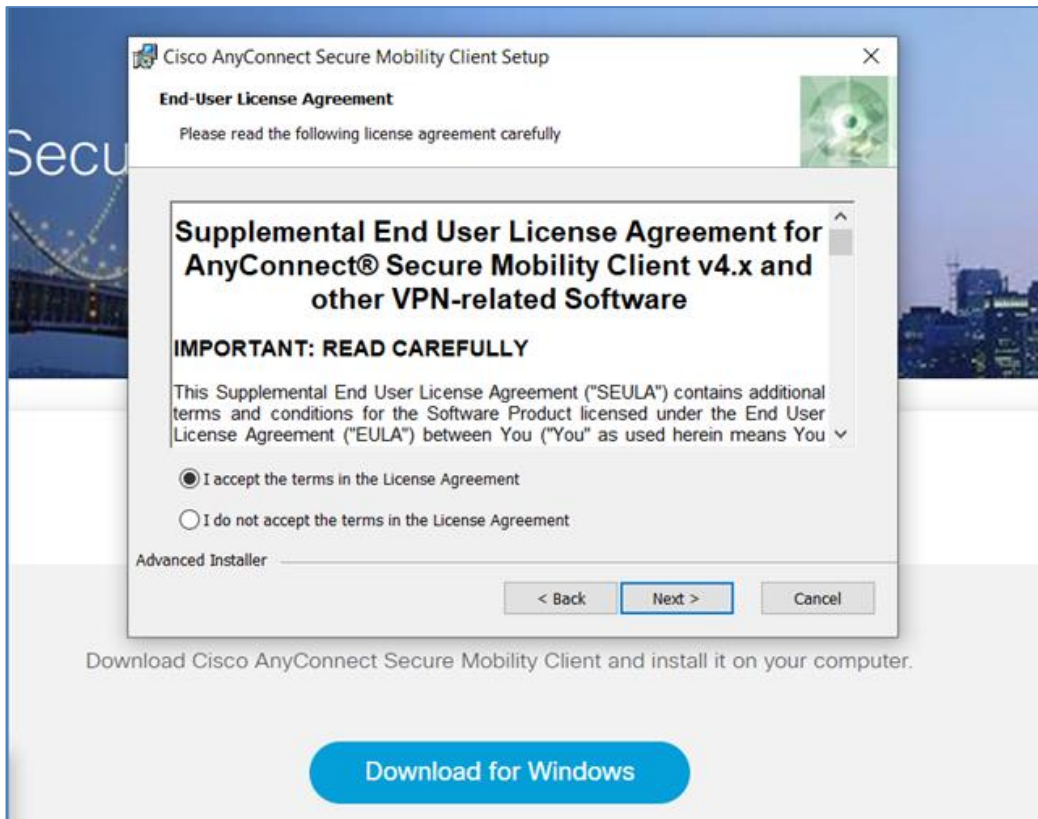 Cisco AnyConnect Secure Mobility Client Setup
End-User License Agreement
Please read the following license agreement carefully
Secu
Supplemental End User License Agreement for
AnyConnect® Secure Mobility Client v4.x and
other VPN-related Software
IMPORTANT: READ CAREFULLY
This Supplemental End User License Agreement ("SEULA") contains additional
terms and conditions for the Software Product licensed under the End User
License Agreement ("EULA") between You ("You" as used herein means You
I accept the terms in the License Agreement
I do not accept the terms in the License Agreement
Advanced Installer
< Back Next > Cancel
Download Cisco AnyConnect Secure Mobility Client and install it on your computer.
Download for Windows